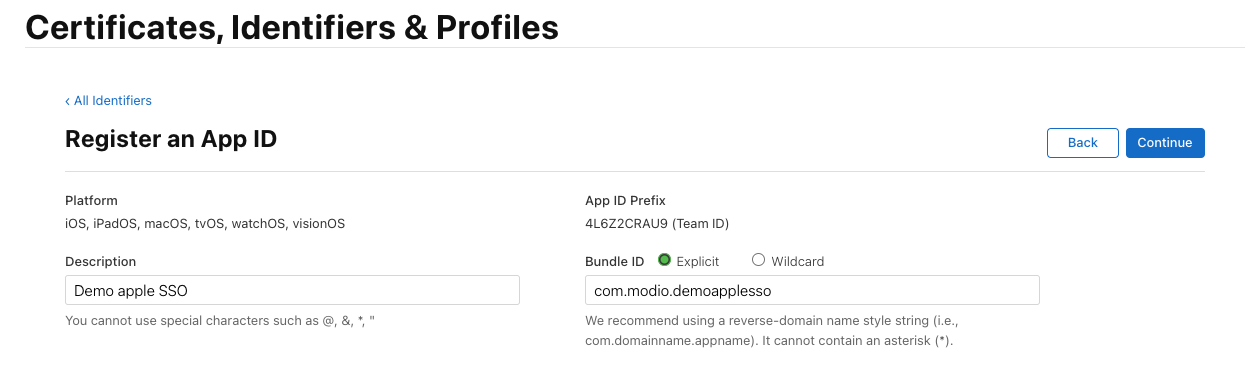 Certificates, Identifiers & Profiles
‹ All Identifiers
Register an App ID
Back
Continue
Platform
iOS, iPadOS, macOS, tvOS, watchOS, visionOS
App ID Prefix
4L6Z2CRAU9 (Team ID)
Description
Demo apple SSO
You cannot use special characters such as @, &, *, "
Bundle ID Explicit Wildcard
com.modio.demoapplesso
We recommend using a reverse-domain name style string (i.e.,
com.domainname.appname). It cannot contain an asterisk (*).